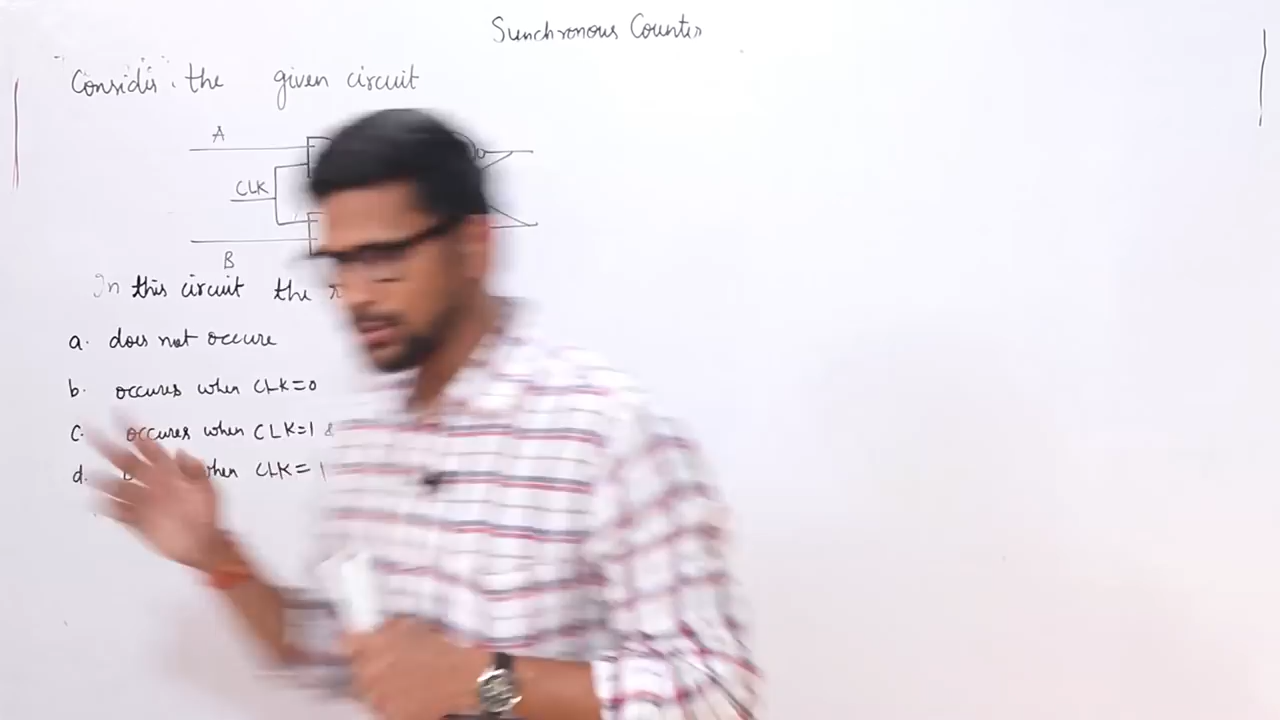 Sunchronous Counter
Consider the given circuit
A
CLK
B
In this circuit the
a. does not occure
b. occures when CLK=0
c. occures when CLK=1 &
d. when CLK=1